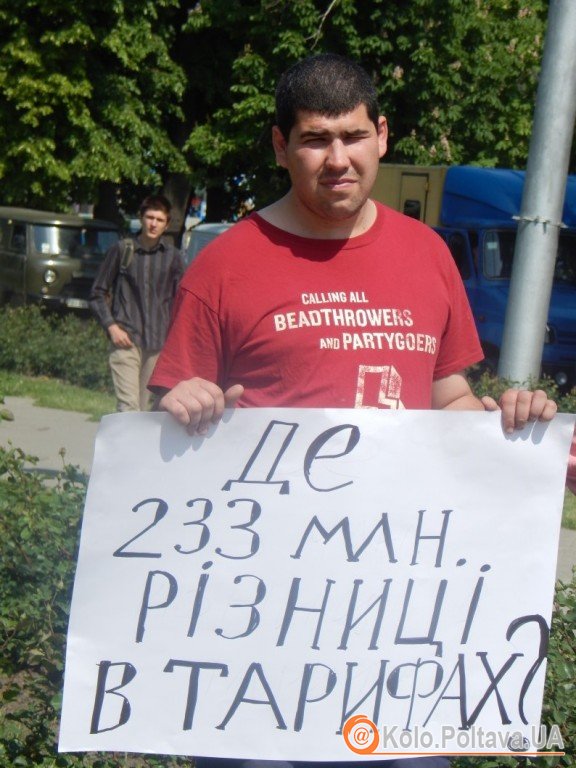 CALLING ALL
BEADTHROWERS
AND PARTYGOERS
ДЕ
233 МЛН..
РІЗНИЦІ
В ТАРИФАХ?
@Kolo.Poltava.UA